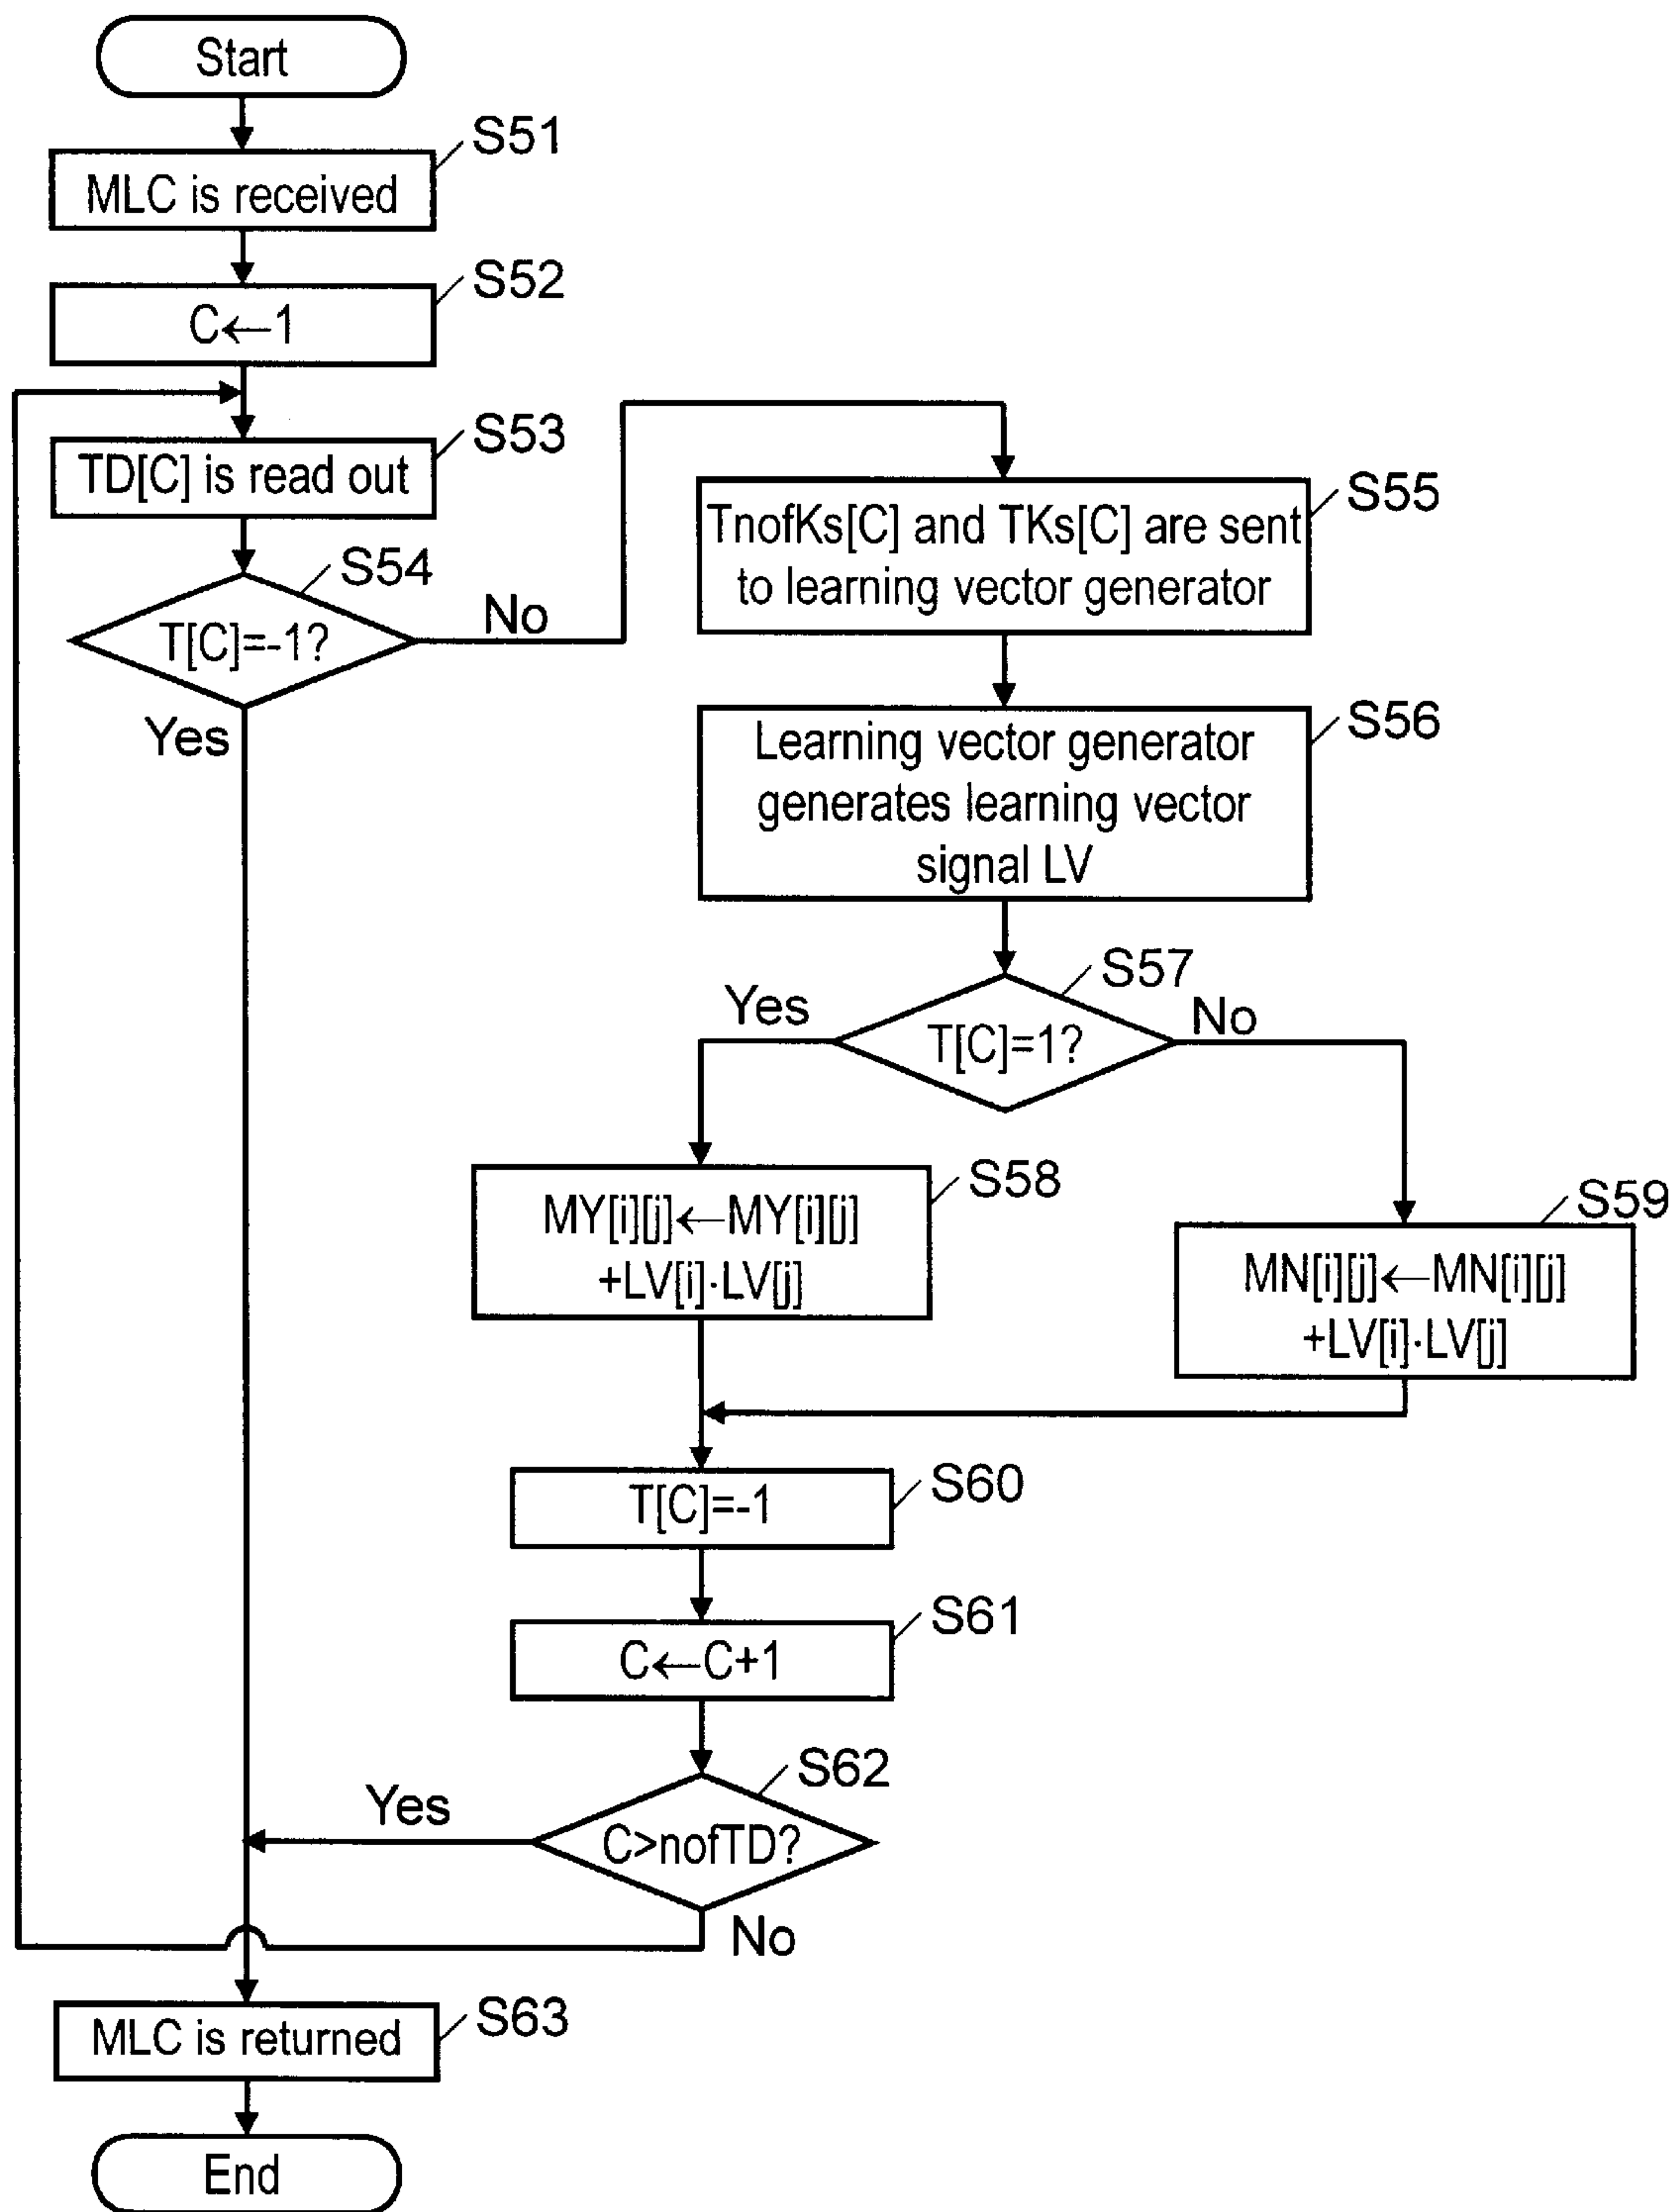 Start
S51
MLC is received
S52
C←1
S53
TD[C] is read out
S54
T[C]=-1?
No
Yes
S55
TnofKs[C] and TKs[C] are sent
to learning vector generator
S56
Learning vector generator
generates learning vector
signal LV
S57
T[C]=1?
Yes
No
S58
MY[i][j]←MY[i][j]
+LV[i]·LV[j]
S59
MN[i][j]←MN[i][j]
+LV[i]·LV[j]
S60
T[C]=-1
S61
C←C+1
S62
C>nofTD?
Yes
No
S63
MLC is returned
End